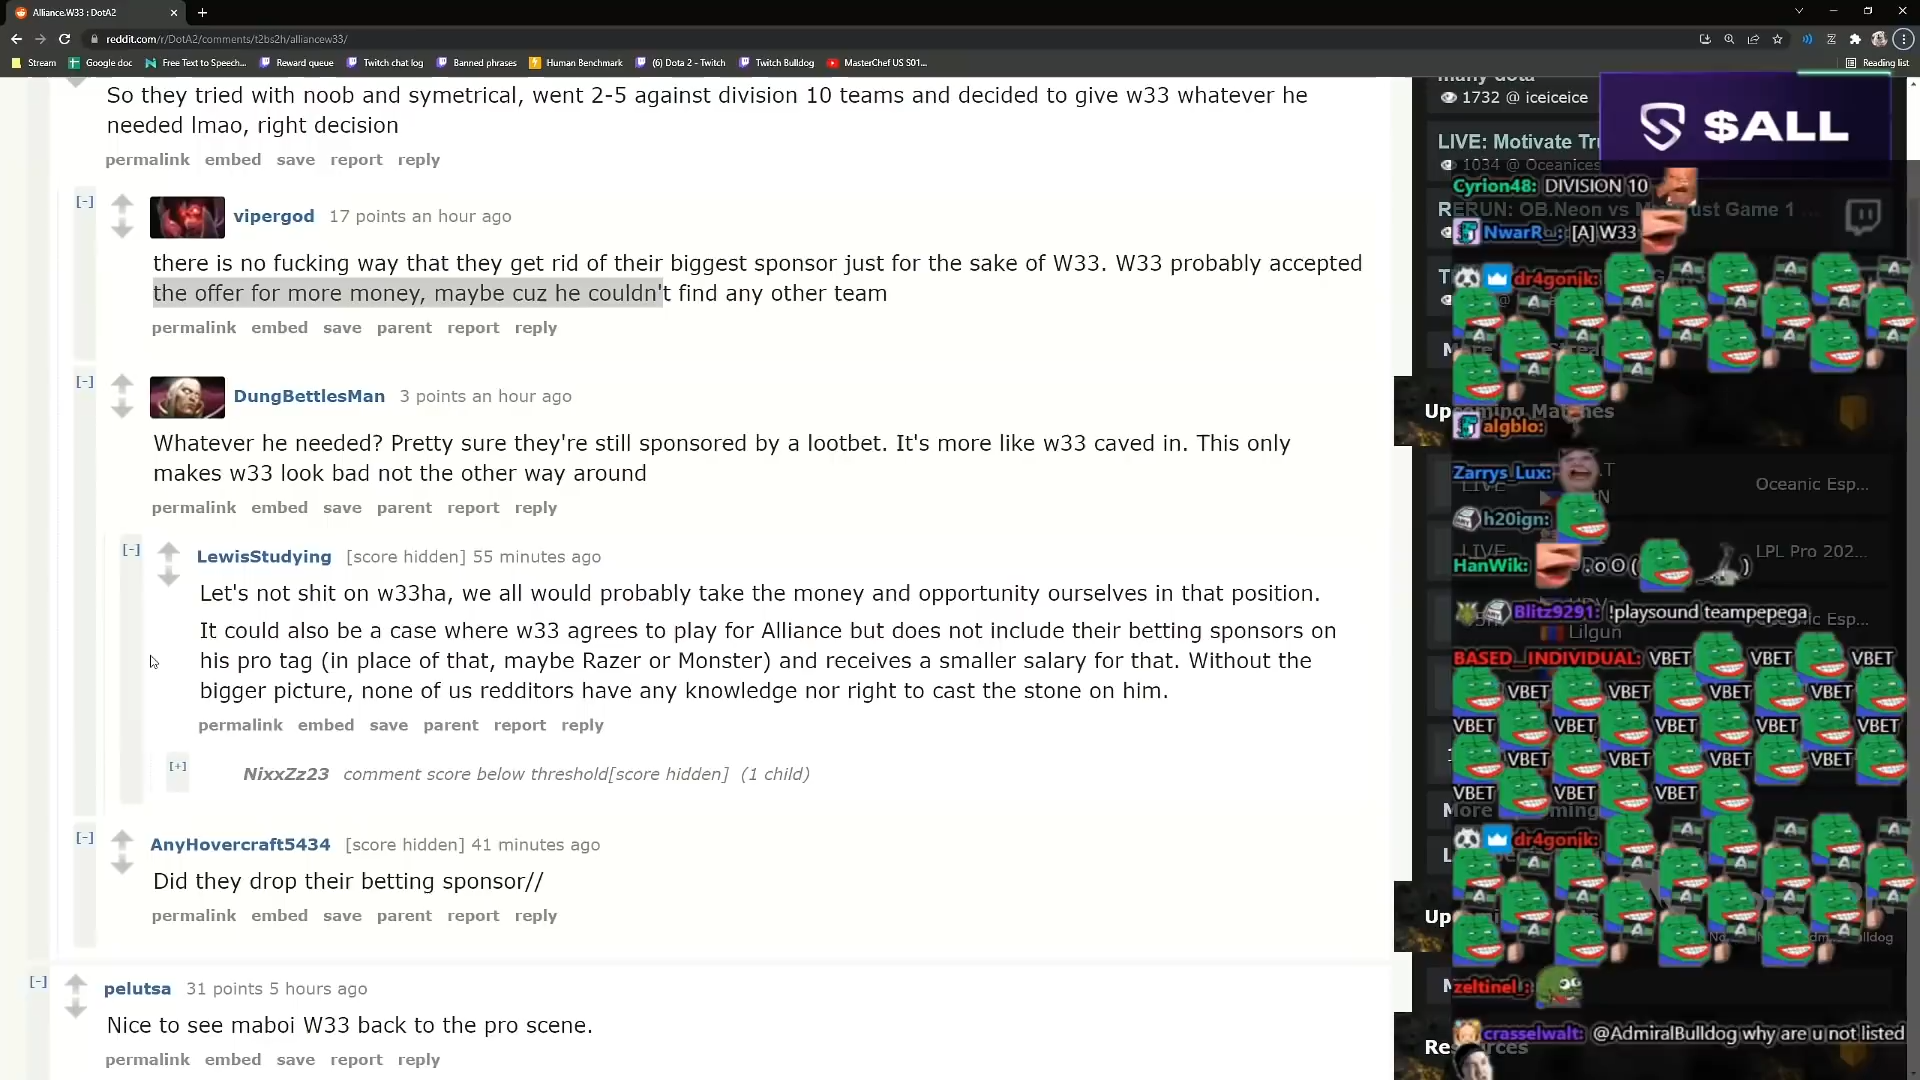 Alliance.W33 : DotA2
reddit.com/r/DotA2/comments/t2bs2h/alliancew33/
Stream
Google doc
Free Text to Speech...
Reward queue
Twitch chat log
Banned phrases
Human Benchmark
(6) Dota 2 - Twitch
Twitch Bulldog
MasterChef US S01...
Reading list
So they tried with noob and symetrical, went 2-5 against division 10 teams and decided to give w33 whatever he
needed lmao, right decision
permalink embed save report reply
[-]
vipergod 17 points an hour ago
there is no fucking way that they get rid of their biggest sponsor just for the sake of W33. W33 probably accepted
the offer for more money, maybe cuz he couldn't find any other team
permalink embed save parent report reply
[-]
DungBettlesMan 3 points an hour ago
Whatever he needed? Pretty sure they're still sponsored by a lootbet. It's more like w33 caved in. This only
makes w33 look bad not the other way around
permalink embed save parent report reply
[-]
LewisStudying [score hidden] 55 minutes ago
Let's not shit on w33ha, we all would probably take the money and opportunity ourselves in that position.
It could also be a case where w33 agrees to play for Alliance but does not include their betting sponsors on
his pro tag (in place of that, maybe Razer or Monster) and receives a smaller salary for that. Without the
bigger picture, none of us redditors have any knowledge nor right to cast the stone on him.
permalink embed save parent report reply
[+]
NixxZz23 comment score below threshold[score hidden] (1 child)
[-]
AnyHovercraft5434 [score hidden] 41 minutes ago
Did they drop their betting sponsor//
permalink embed save parent report reply
[-]
pelutsa 31 points 5 hours ago
Nice to see maboi W33 back to the pro scene.
permalink embed save report reply
many dota
1732 @ iceiceice
$ALL
LIVE: Motivate
1034 @ Oceanices
Cyrion48: DIVISION 10
RERUN: OB.Neon vs
Game 1 ...
NwarR_: [A] W33
dr4gonjk:
Upcoming Matches
algblo:
Zarrys_Lux:
LIVE
Oceanic Esp...
h20ign:
LIVE
LPL Pro 202...
HanWik: . o O ( )
Blitz9291: !playsound teampepega
Lilgun
BASED_INDIVIDUAL: VBET VBET VBET
VBET VBET VBET VBET
VBET VBET VBET VBET VBET
VBET VBET VBET VBET
VBET VBET VBET
dr4gonjk:
zeltinel_:
crasselwalt: @AdmiralBulldog why are u not listed